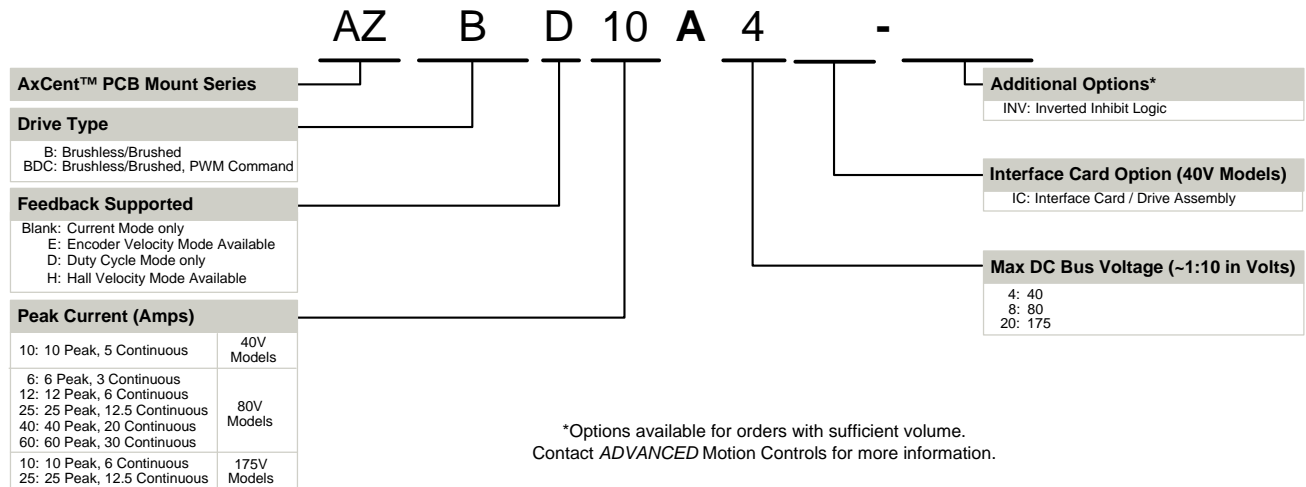 AZ B D 10 A 4 -
AxCent™ PCB Mount Series
Drive Type
B: Brushless/Brushed
BDC: Brushless/Brushed, PWM Command
Feedback Supported
Blank: Current Mode only
E: Encoder Velocity Mode Available
D: Duty Cycle Mode only
H: Hall Velocity Mode Available
Peak Current (Amps)
10: 10 Peak, 5 Continuous
40V
Models
6: 6 Peak, 3 Continuous
12: 12 Peak, 6 Continuous
25: 25 Peak, 12.5 Continuous
40: 40 Peak, 20 Continuous
60: 60 Peak, 30 Continuous
80V
Models
10: 10 Peak, 6 Continuous
25: 25 Peak, 12.5 Continuous
175V
Models
Additional Options*
INV: Inverted Inhibit Logic
Interface Card Option (40V Models)
IC: Interface Card / Drive Assembly
Max DC Bus Voltage (~1:10 in Volts)
4: 40
8: 80
20: 175
*Options available for orders with sufficient volume.
Contact ADVANCED Motion Controls for more information.